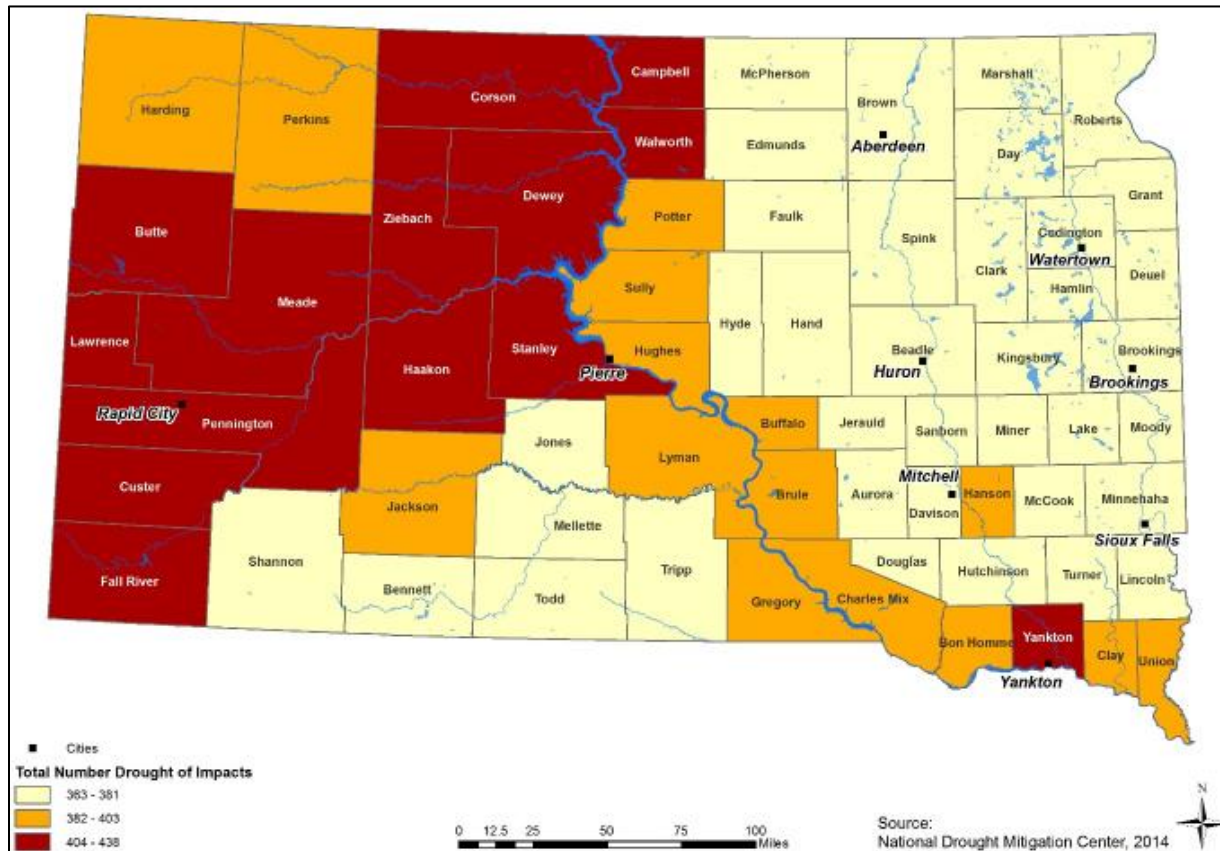 Harding
Perkins
Corson
Campbell
McPherson
Brown
Marshall
Roberts
Walworth
Edmunds
Aberdeen
Day
Dewey
Ziebach
Butte
Potter
Faulk
Spink
Grant
Codington
Watertown
Clark
Deuel
Hamlin
Meade
Sully
Hyde
Hand
Lawrence
Haakon
Stanley
Hughes
Pierre
Beadle
Huron
Kingsbury
Brookings
Brookings
Rapid City
Pennington
Jones
Lyman
Buffalo
Jerauld
Sanborn
Miner
Lake
Moody
Custer
Jackson
Mellette
Brule
Aurora
Mitchell
Davison
Hanson
McCook
Minnehaha
Sioux Falls
Fall River
Shannon
Bennett
Todd
Tripp
Gregory
Charles Mix
Douglas
Hutchinson
Turner
Lincoln
Bon Homme
Yankton
Yankton
Clay
Union
Cities
Total Number Drought of Impacts
363 - 381
382 - 403
404 - 438
0 12.5 25 50 75 100
Miles
Source:
National Drought Mitigation Center, 2014
N